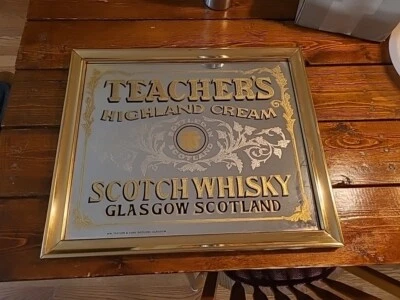 TEACHER'S
HIGHLAND CREAM
SCOTCH WHISKY
GLASGOW SCOTLAND